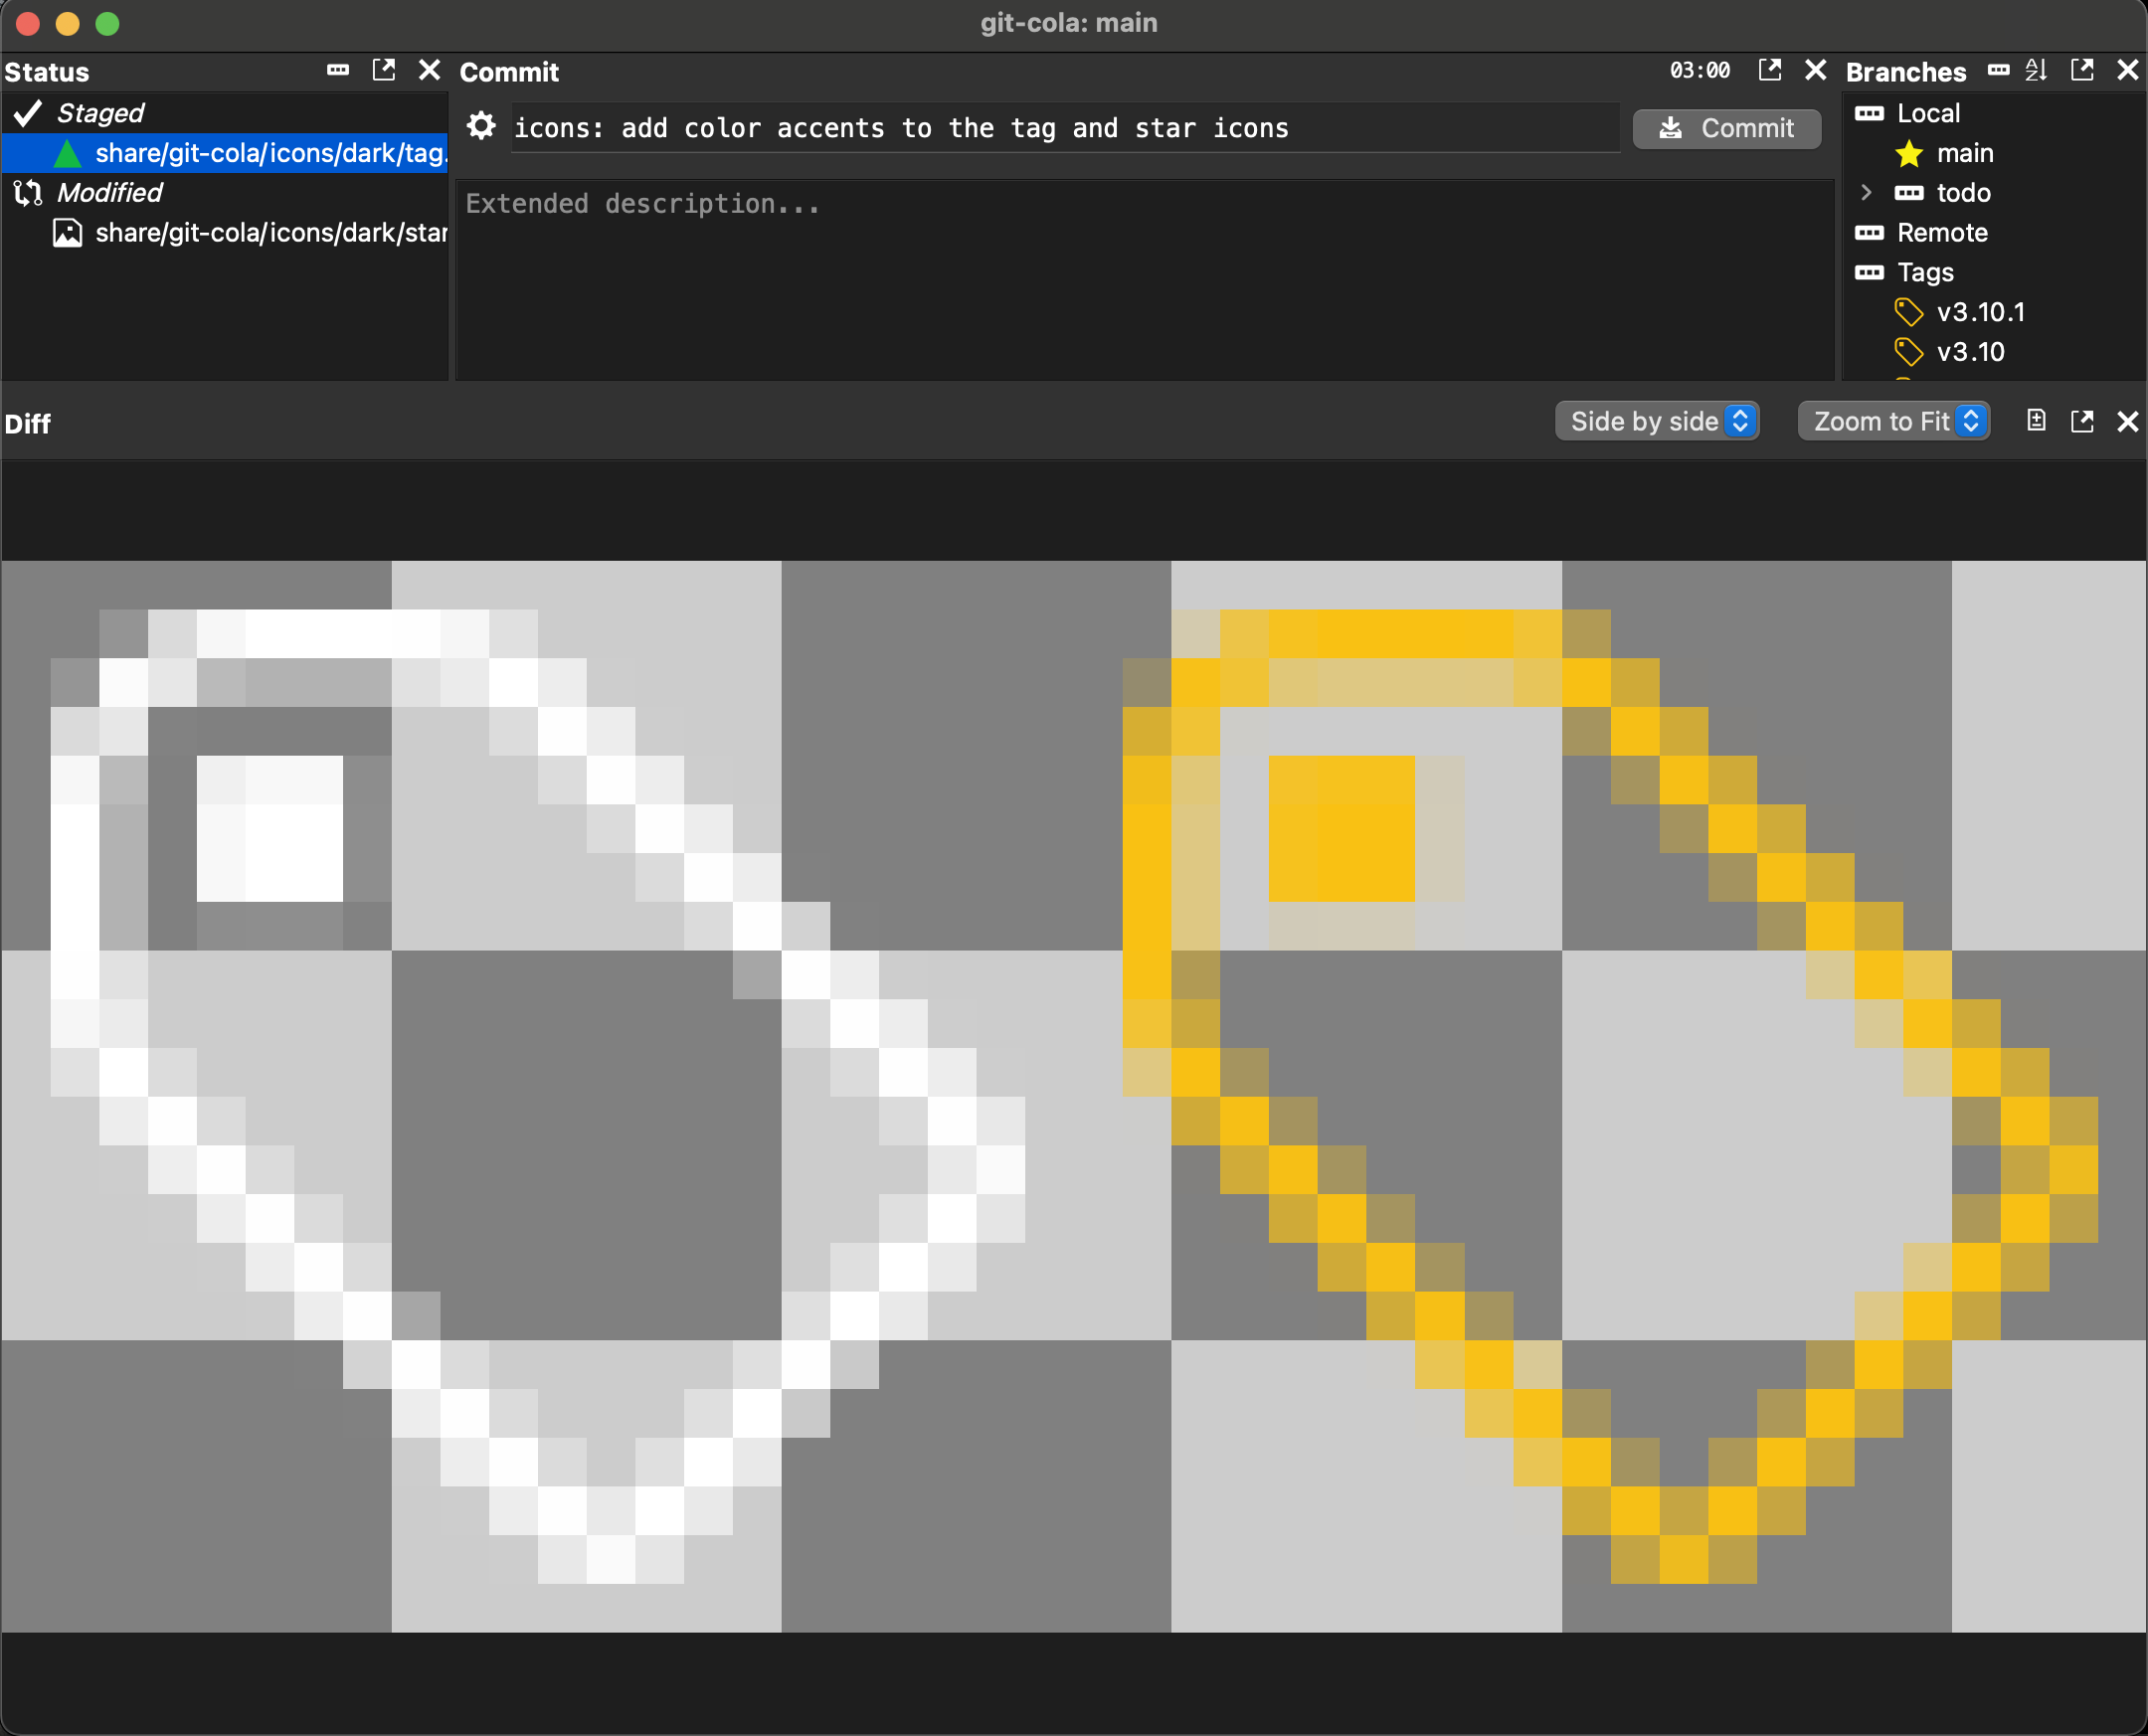 git-cola: main
Status
Commit
03:00
Branches
Staged
icons: add color accents to the tag and star icons
Commit
Local
share/git-cola/icons/dark/tag.
main
Modified
Extended description...
todo
share/git-cola/icons/dark/star
Remote
Tags
v3.10.1
v3.10
Diff
Side by side
Zoom to Fit